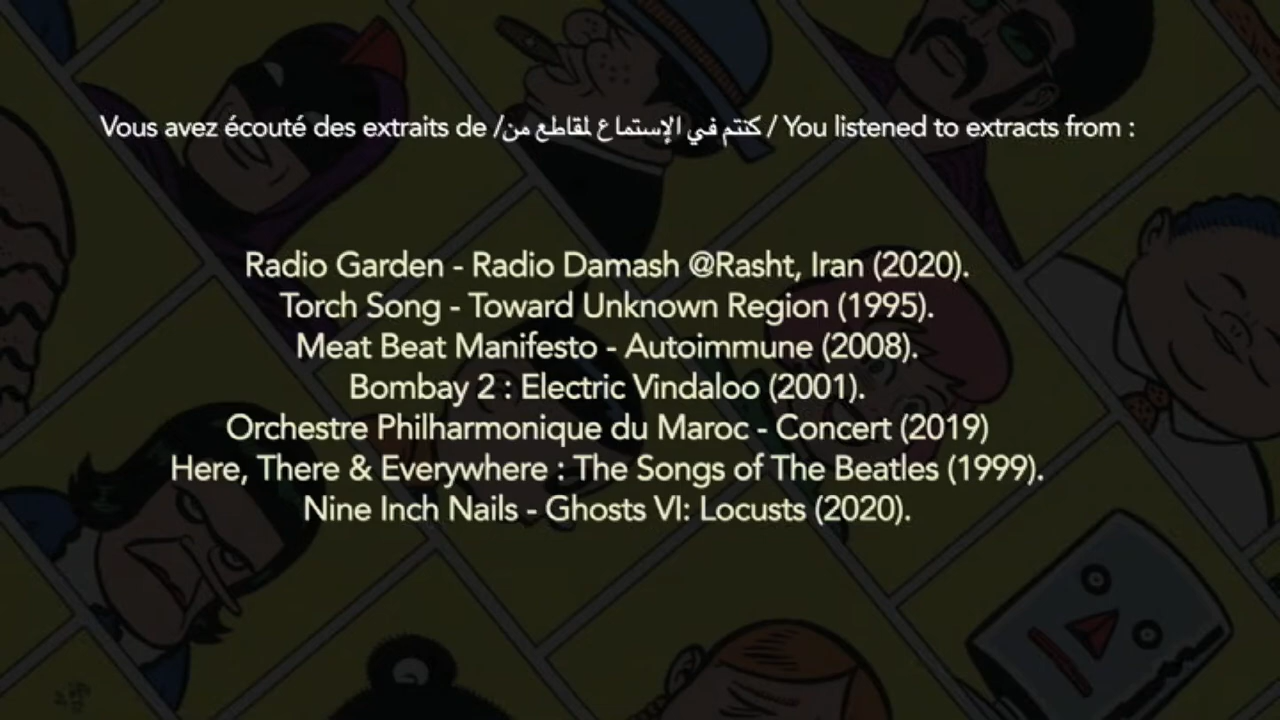 Vous avez écouté des extraits de /كنتم في الإستماع لمقاطع من / You listened to extracts from :
Radio Garden - Radio Damash @Rasht, Iran (2020).
Torch Song - Toward Unknown Region (1995).
Meat Beat Manifesto - Autoimmune (2008).
Bombay 2 : Electric Vindaloo (2001).
Orchestre Philharmonique du Maroc - Concert (2019)
Here, There & Everywhere : The Songs of The Beatles (1999).
Nine Inch Nails - Ghosts VI: Locusts (2020).